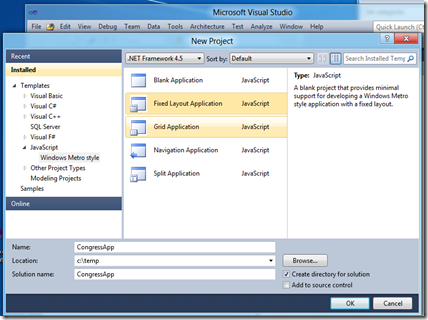 Microsoft Visual Studio
File Edit View Debug Team Data Tools Architecture Test Analyze Window Help
Quick Launch (Ct
New Project
Recent
.NET Framework 4.5 Sort by: Default
Search Installed Temp
Installed
Templates
Visual Basic
Visual C#
Visual C++
SQL Server
Visual F#
JavaScript
Windows Metro style
Other Project Types
Modeling Projects
Samples
Online
Blank Application JavaScript
Fixed Layout Application JavaScript
Grid Application JavaScript
Navigation Application JavaScript
Split Application JavaScript
Type: JavaScript
A blank project that provides minimal
support for developing a Windows Metro
style application with a fixed layout.
Name: CongressApp
Location: c:\temp
Browse...
Solution name: CongressApp
Create directory for solution
Add to source control
OK Cancel